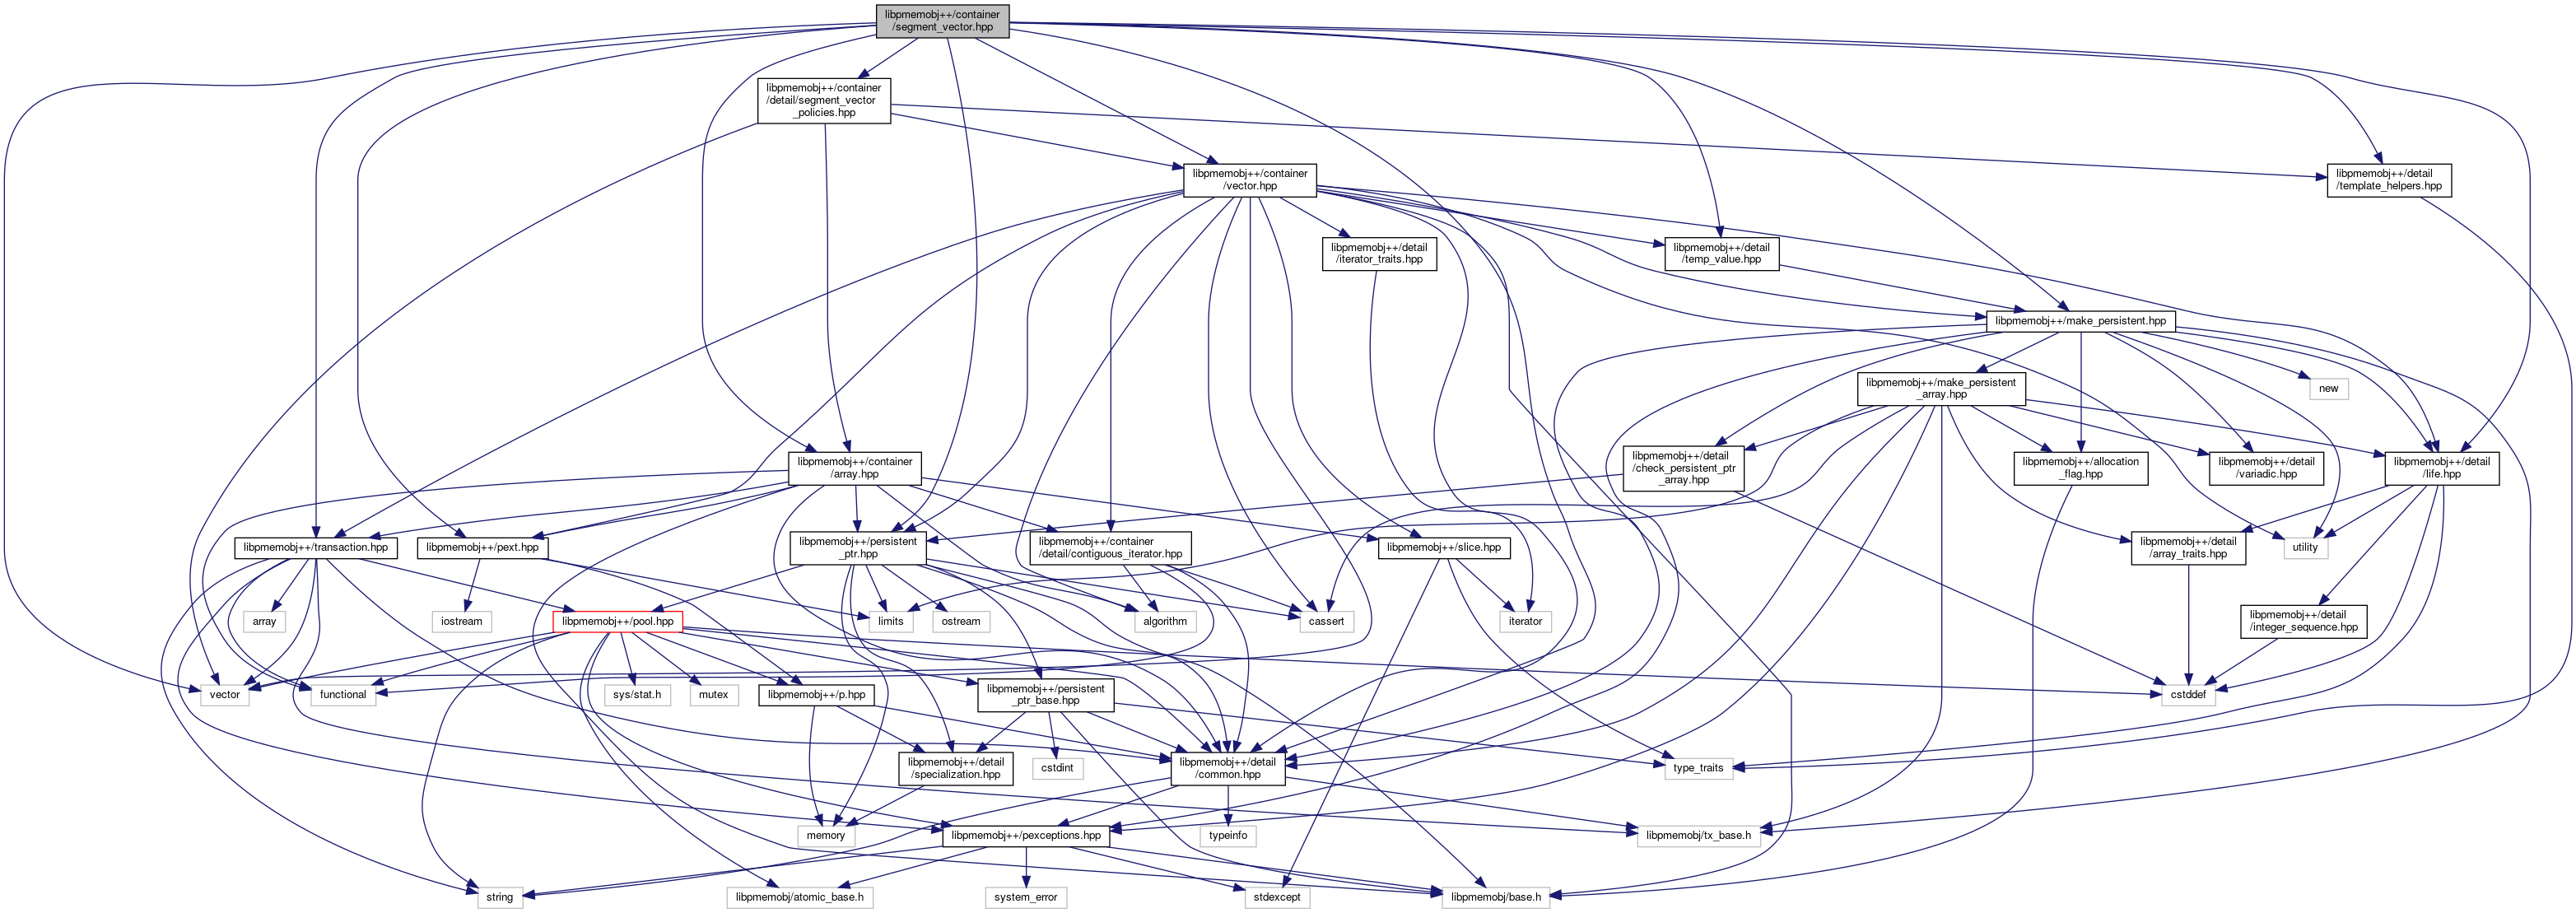 libpmemobj++/container
/segment_vector.hpp
libpmemobj++/container
/detail/segment_vector
_policies.hpp
libpmemobj++/container
/vector.hpp
libpmemobj++/detail
/template_helpers.hpp
libpmemobj++/detail
/iterator_traits.hpp
libpmemobj++/detail
/temp_value.hpp
libpmemobj++/make_persistent.hpp
libpmemobj++/make_persistent
_array.hpp
new
libpmemobj++/container
/array.hpp
libpmemobj++/detail
/check_persistent_ptr
_array.hpp
libpmemobj++/allocation
_flag.hpp
libpmemobj++/detail
/variadic.hpp
libpmemobj++/detail
/life.hpp
libpmemobj++/transaction.hpp
libpmemobj++/pext.hpp
libpmemobj++/persistent
_ptr.hpp
libpmemobj++/container
/detail/contiguous_iterator.hpp
libpmemobj++/slice.hpp
libpmemobj++/detail
/array_traits.hpp
utility
array
iostream
libpmemobj++/pool.hpp
limits
ostream
algorithm
cassert
iterator
libpmemobj++/detail
/integer_sequence.hpp
vector
functional
sys/stat.h
mutex
libpmemobj++/p.hpp
libpmemobj++/persistent
_ptr_base.hpp
cstddef
libpmemobj++/detail
/specialization.hpp
cstdint
libpmemobj++/detail
/common.hpp
type_traits
memory
libpmemobj++/pexceptions.hpp
typeinfo
libpmemobj/tx_base.h
string
libpmemobj/atomic_base.h
system_error
stdexcept
libpmemobj/base.h